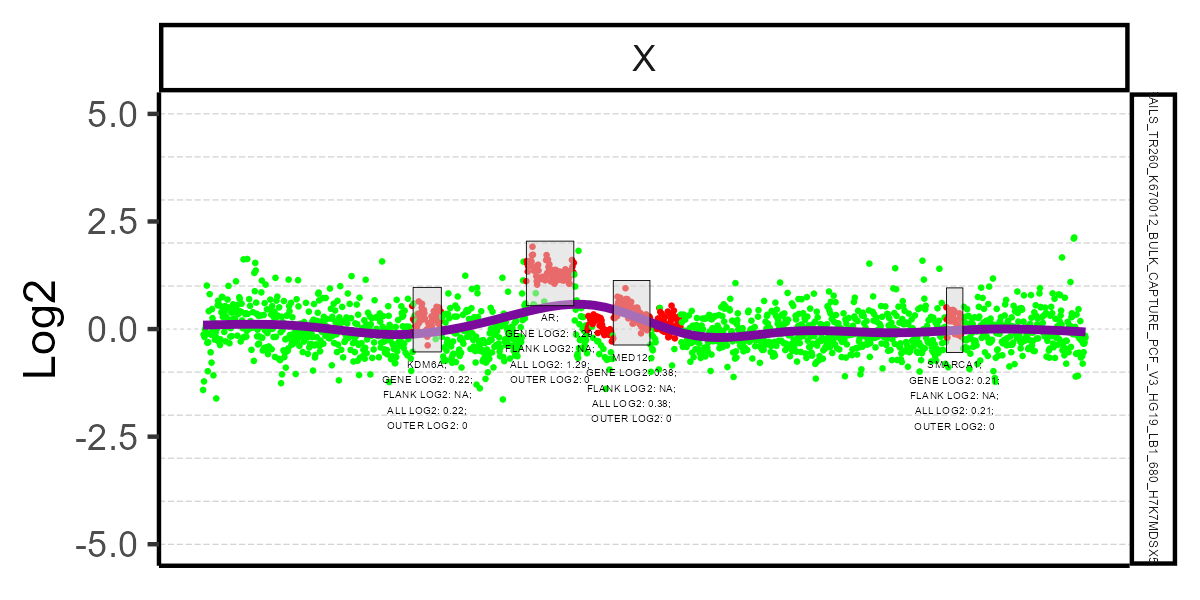 X
Log2
5.0
2.5
0.0
-2.5
-5.0
KDM6A;
GENE LOG2: 0.22;
FLANK LOG2: NA;
ALL LOG2: 0.22;
OUTER LOG2: 0
AR;
GENE LOG2: 1.29;
FLANK LOG2: NA;
ALL LOG2: 1.29;
OUTER LOG2: 0
MED12;
GENE LOG2: 0.38;
FLANK LOG2: NA;
ALL LOG2: 0.38;
OUTER LOG2: 0
SMARCA1;
GENE LOG2: 0.21;
FLANK LOG2: NA;
ALL LOG2: 0.21;
OUTER LOG2: 0
AILS_TR260_K670012_BULK_CAPTURE_PCF_V3_HG19_LB1_680_H7K7MDSX5